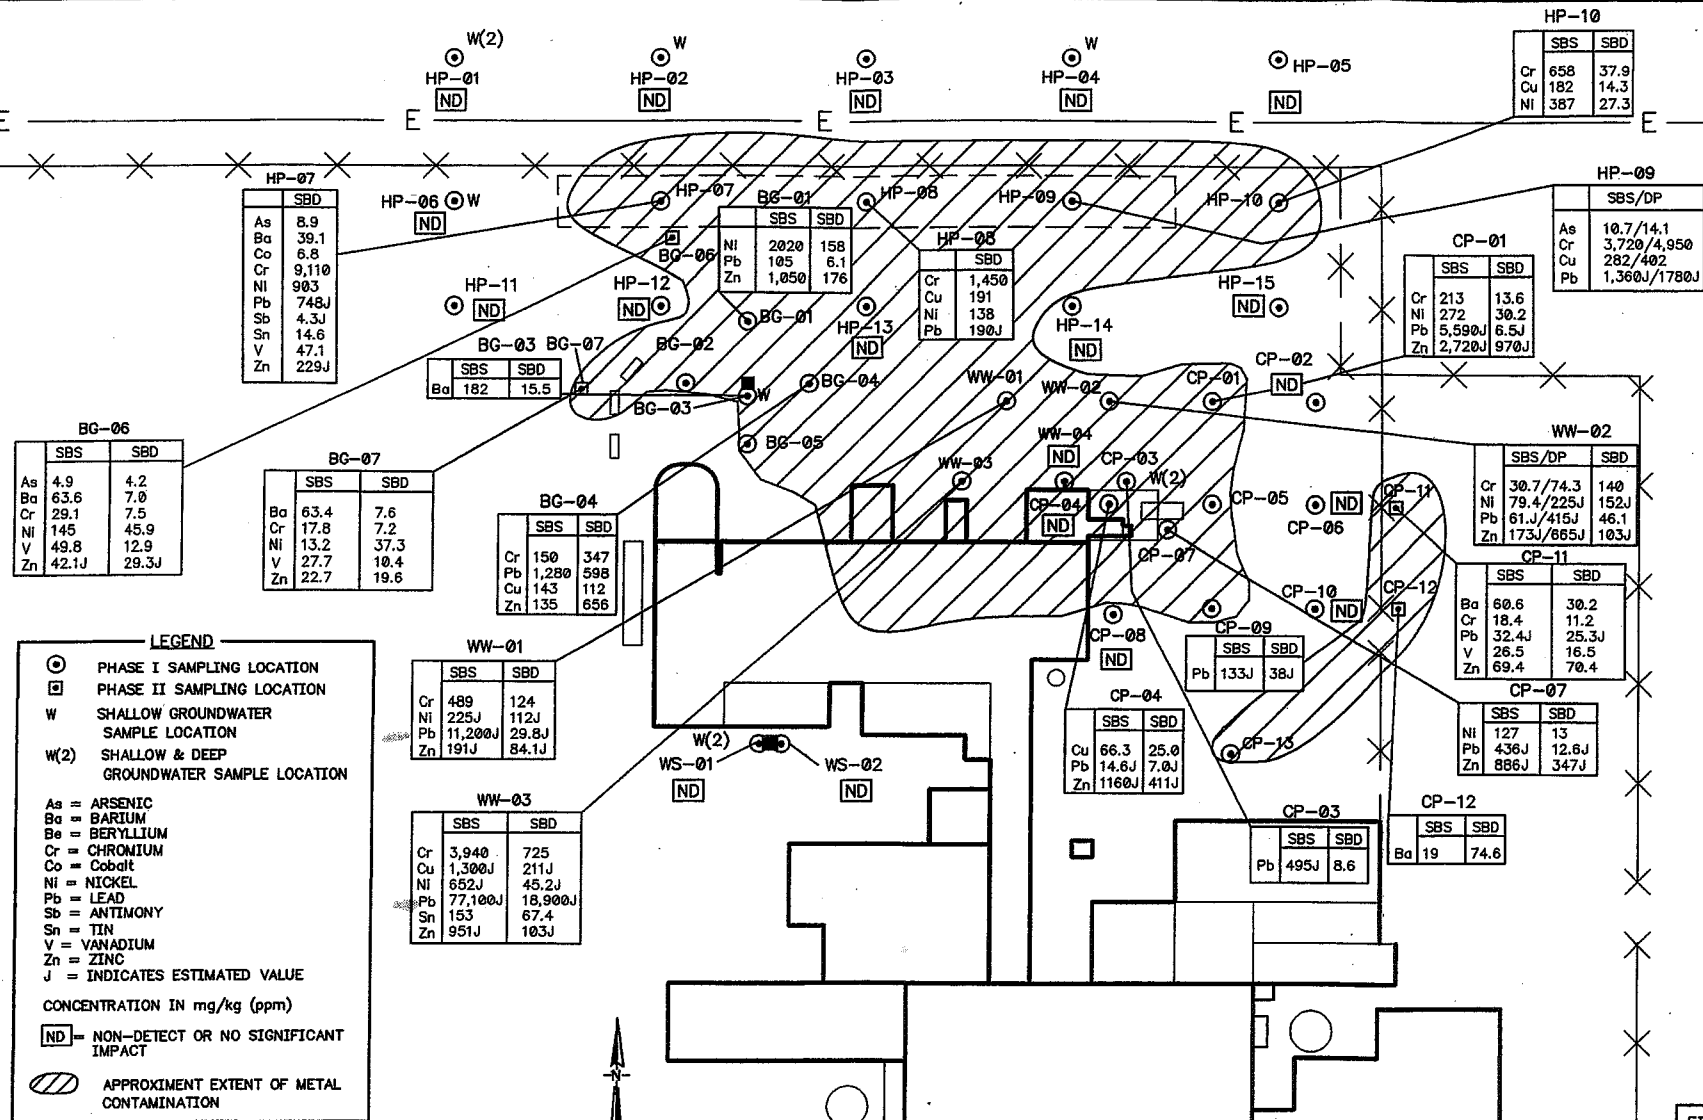 HP-10
SBS SBD
Cr 658 37.9
Cu 182 14.3
Ni 387 27.3
W(2)
HP-01
ND
W
HP-02
ND
HP-03
ND
W
HP-04
ND
HP-05
ND
E E E E E
HP-07
SBD
As 8.9
Ba 39.1
Co 6.8
Cr 9,110
Ni 903
Pb 748J
Sb 4.3J
Sn 14.6
V 47.1
Zn 229J
HP-06 W
ND
HP-07
HP-08
HP-09
HP-10
BG-01
SBS SBD
Ni 2020 158
Pb 105 6.1
Zn 1,050 176
HP-09
SBS/DP
As 10.7/14.1
Cr 3,720/4,950
Cu 282/402
Pb 1,360J/1780J
BG-06
HP-08
SBD
Cr 1,450
Cu 191
Ni 138
Pb 190J
CP-01
SBS SBD
Cr 213 13.6
Ni 272 30.2
Pb 5,590J 6.5J
Zn 2,720J 970J
HP-11
ND
HP-12
ND
BG-01
HP-13
ND
HP-14
ND
HP-15
ND
BG-03
SBS SBD
Ba 182 15.5
BG-07
BG-02
BG-03
W
BG-04
BG-05
WW-01
WW-02
CP-01
CP-02
ND
BG-06
SBS SBD
As 4.9 4.2
Ba 63.6 7.0
Cr 29.1 7.5
Ni 145 45.9
V 49.8 12.9
Zn 42.1J 29.3J
BG-07
SBS SBD
Ba 63.4 7.6
Cr 17.8 7.2
Ni 13.2 37.3
V 27.7 10.4
Zn 22.7 19.6
BG-04
SBS SBD
Cr 150 347
Pb 1,280 598
Cu 143 112
Zn 135 656
WW-03
WW-04
ND
CP-03
W(2)
CP-04
ND
CP-05
ND
CP-06
CP-07
CP-11
WW-02
SBS/DP SBD
Cr 30.7/74.3 140
Ni 79.4/225J 152J
Pb 61.J/415J 46.1
Zn 173J/665J 103J
CP-11
SBS SBD
Ba 60.6 30.2
Cr 18.4 11.2
Pb 32.4J 25.3J
V 26.5 16.5
Zn 69.4 70.4
CP-08
ND
CP-10
ND
CP-12
CP-09
SBS SBD
Pb 133J 38J
CP-04
SBS SBD
Cu 66.3 25.0
Pb 14.6J 7.0J
Zn 1160J 411J
CP-07
SBS SBD
Ni 127 13
Pb 436J 12.6J
Zn 886J 347J
CP-13
WW-01
SBS SBD
Cr 489 124
Ni 225J 112J
Pb 11,200J 29.8J
Zn 191J 84.1J
W(2)
WS-01
ND
WS-02
ND
WW-03
SBS SBD
Cr 3,940 725
Cu 1,300J 211J
Ni 652J 45.2J
Pb 77,100J 18,900J
Sn 153 67.4
Zn 951J 103J
CP-03
SBS SBD
Pb 495J 8.6
CP-12
SBS SBD
Ba 19 74.6
LEGEND
PHASE I SAMPLING LOCATION
PHASE II SAMPLING LOCATION
W SHALLOW GROUNDWATER
SAMPLE LOCATION
W(2) SHALLOW & DEEP
GROUNDWATER SAMPLE LOCATION
As = ARSENIC
Ba = BARIUM
Be = BERYLLIUM
Cr = CHROMIUM
Co = Cobalt
Ni = NICKEL
Pb = LEAD
Sb = ANTIMONY
Sn = TIN
V = VANADIUM
Zn = ZINC
J = INDICATES ESTIMATED VALUE
CONCENTRATION IN mg/kg (ppm)
ND = NON-DETECT OR NO SIGNIFICANT
IMPACT
APPROXIMENT EXTENT OF METAL
CONTAMINATION
N